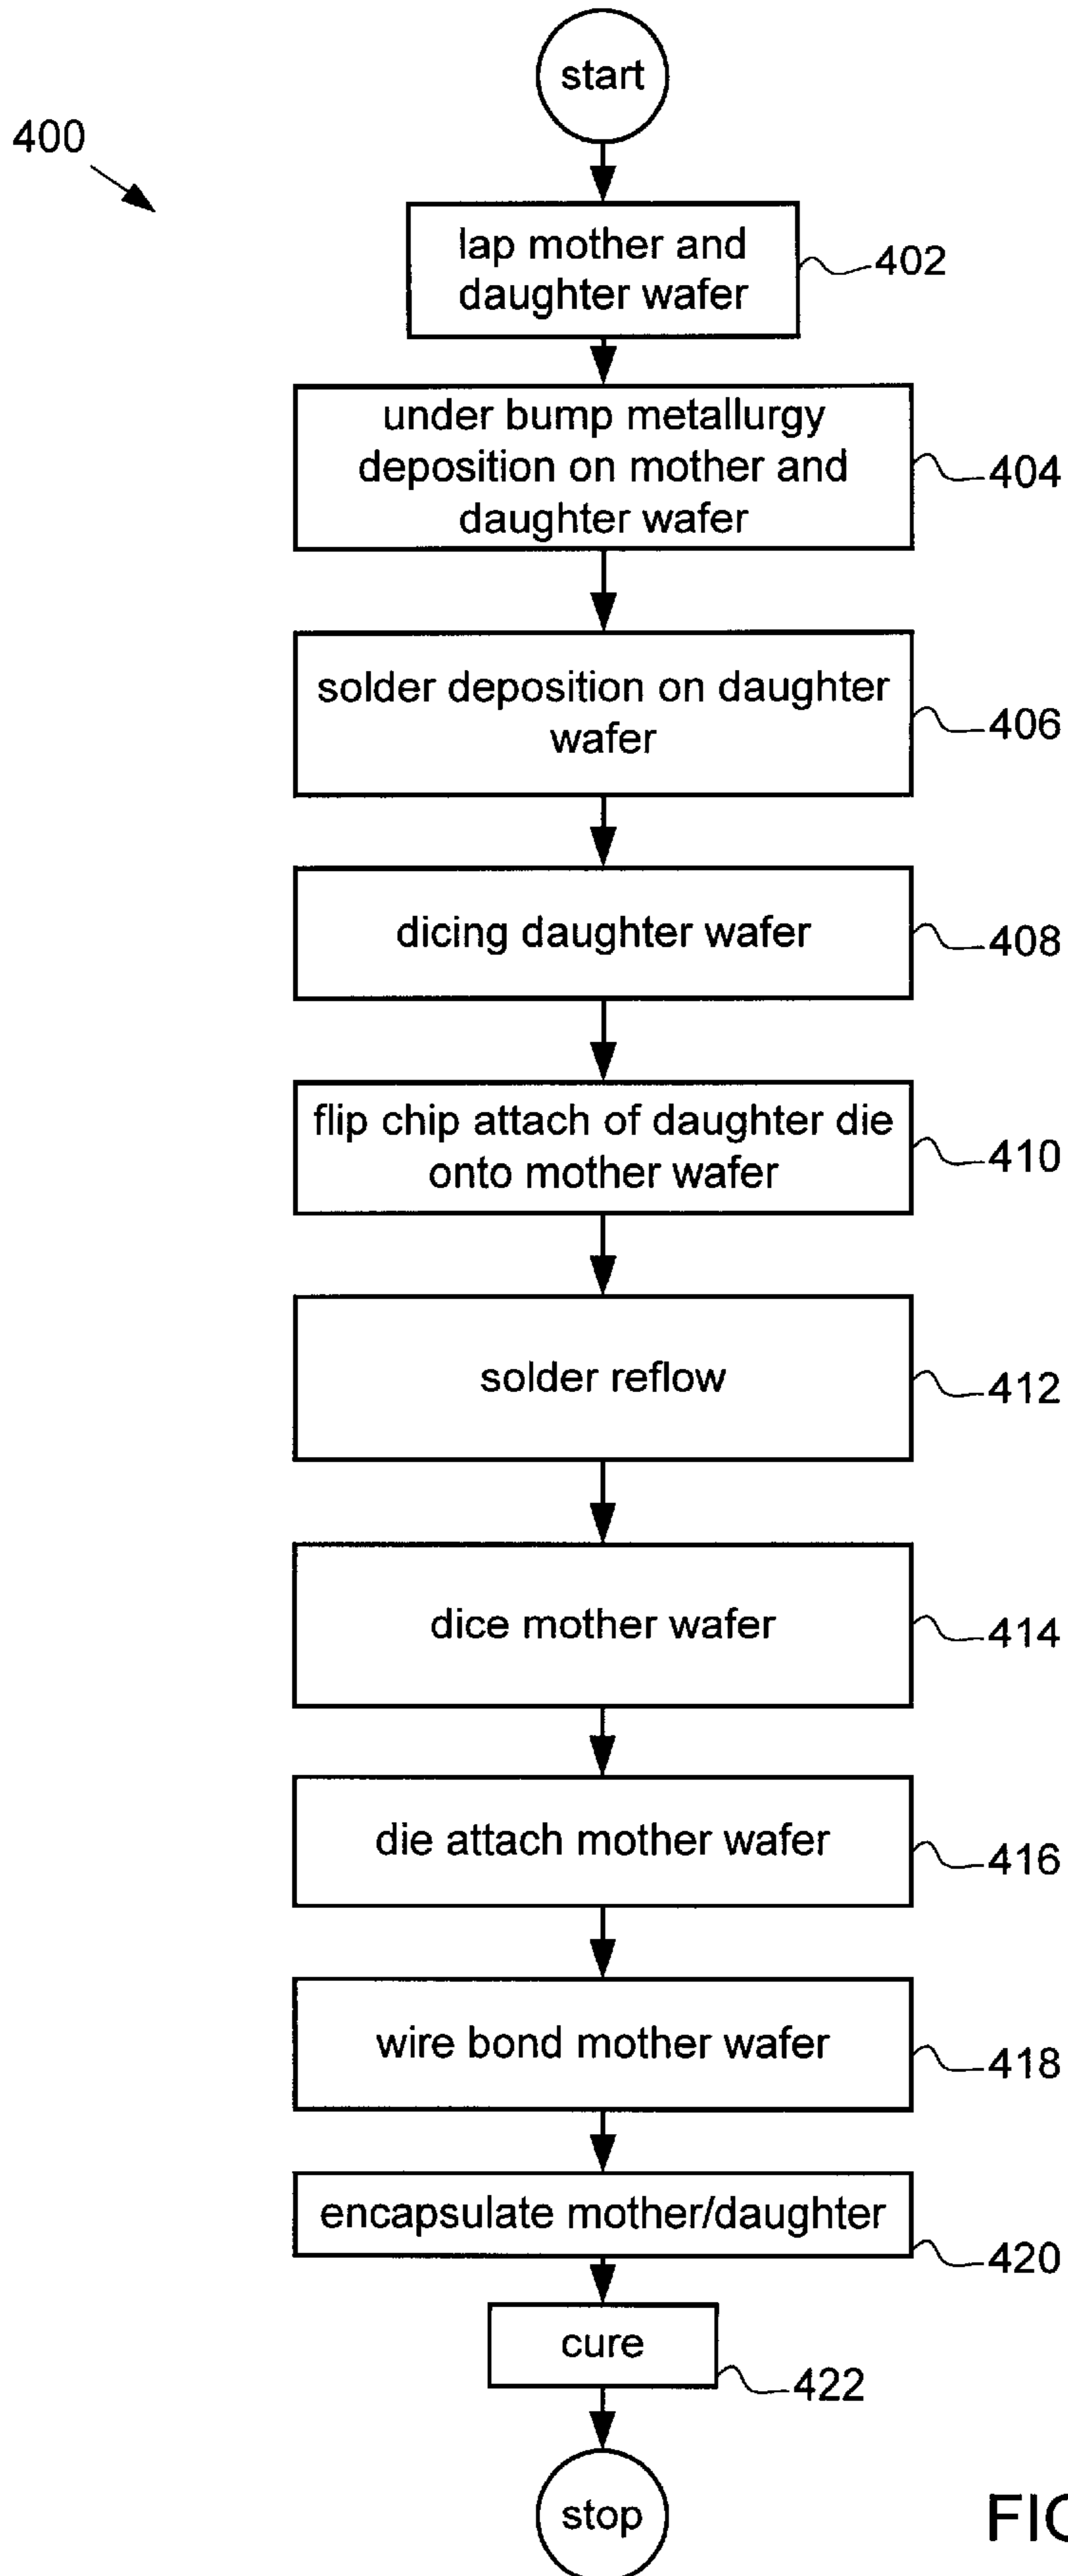 start
400
lap mother and
daughter wafer
402
under bump metallurgy
deposition on mother and
daughter wafer
404
solder deposition on daughter
wafer
406
dicing daughter wafer
408
flip chip attach of daughter die
onto mother wafer
410
solder reflow
412
dice mother wafer
414
die attach mother wafer
416
wire bond mother wafer
418
encapsulate mother/daughter
420
cure
422
stop